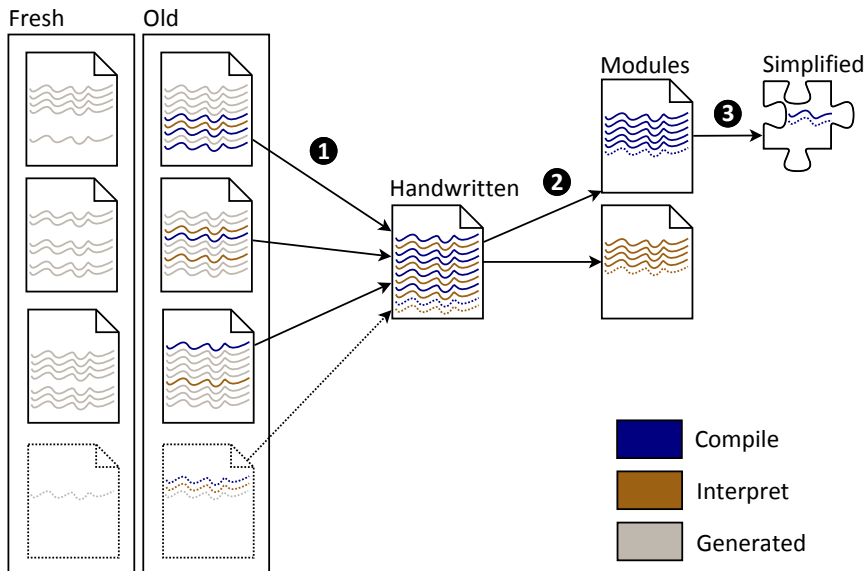 Fresh
Old
Modules
Simplified
1
3
Handwritten
2
Compile
Interpret
Generated